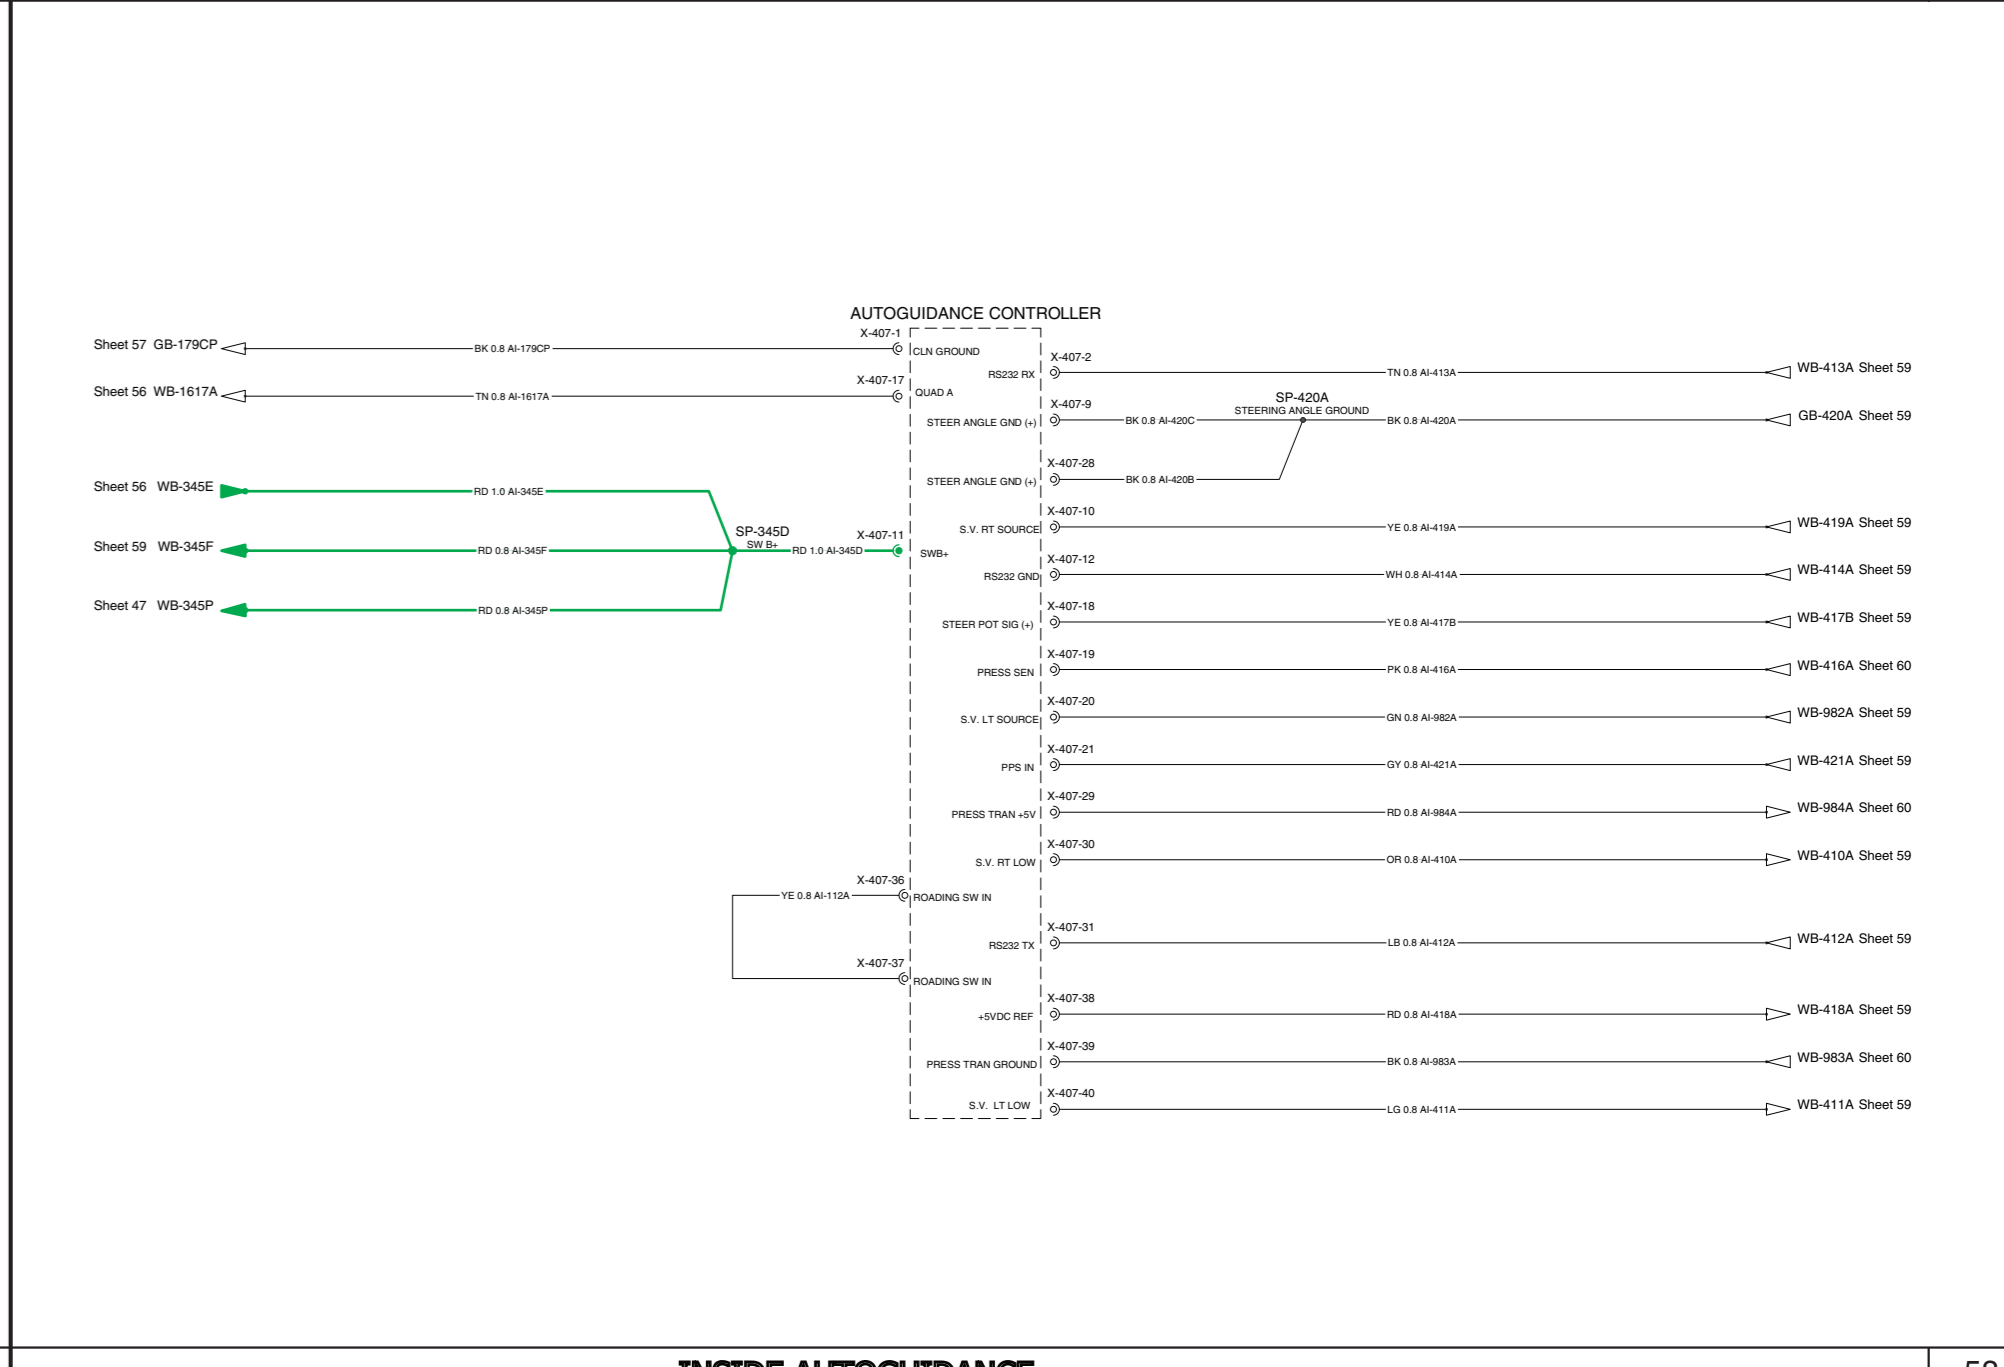 AUTOGUIDANCE CONTROLLER
Sheet 57 GB-179CP
BK 0.8 AI-179CP
X-407-1
CLN GROUND
Sheet 56 WB-1617A
TN 0.8 AI-1617A
X-407-17
QUAD A
Sheet 56 WB-345E
RD 1.0 AI-345E
Sheet 59 WB-345F
RD 0.8 AI-345F
SP-345D
SW B+
RD 1.0 AI-345D
X-407-11
SWB+
Sheet 47 WB-345P
RD 0.8 AI-345P
X-407-36
YE 0.8 AI-112A
ROADING SW IN
X-407-37
ROADING SW IN
X-407-2
RS232 RX
TN 0.8 AI-413A
WB-413A Sheet 59
X-407-9
STEER ANGLE GND (+)
BK 0.8 AI-420C
SP-420A
STEERING ANGLE GROUND
BK 0.8 AI-420A
GB-420A Sheet 59
X-407-28
STEER ANGLE GND (+)
BK 0.8 AI-420B
X-407-10
S.V. RT SOURCE
YE 0.8 AI-419A
WB-419A Sheet 59
X-407-12
RS232 GND
WH 0.8 AI-414A
WB-414A Sheet 59
X-407-18
STEER POT SIG (+)
YE 0.8 AI-417B
WB-417B Sheet 59
X-407-19
PRESS SEN
PK 0.8 AI-416A
WB-416A Sheet 60
X-407-20
S.V. LT SOURCE
GN 0.8 AI-982A
WB-982A Sheet 59
X-407-21
PPS IN
GY 0.8 AI-421A
WB-421A Sheet 59
X-407-29
PRESS TRAN +5V
RD 0.8 AI-984A
WB-984A Sheet 60
X-407-30
S.V. RT LOW
OR 0.8 AI-410A
WB-410A Sheet 59
X-407-31
RS232 TX
LB 0.8 AI-412A
WB-412A Sheet 59
X-407-38
+5VDC REF
RD 0.8 AI-418A
WB-418A Sheet 59
X-407-39
PRESS TRAN GROUND
BK 0.8 AI-983A
WB-983A Sheet 60
X-407-40
S.V. LT LOW
LG 0.8 AI-411A
WB-411A Sheet 59
INSIDE AUTOGUIDANCE